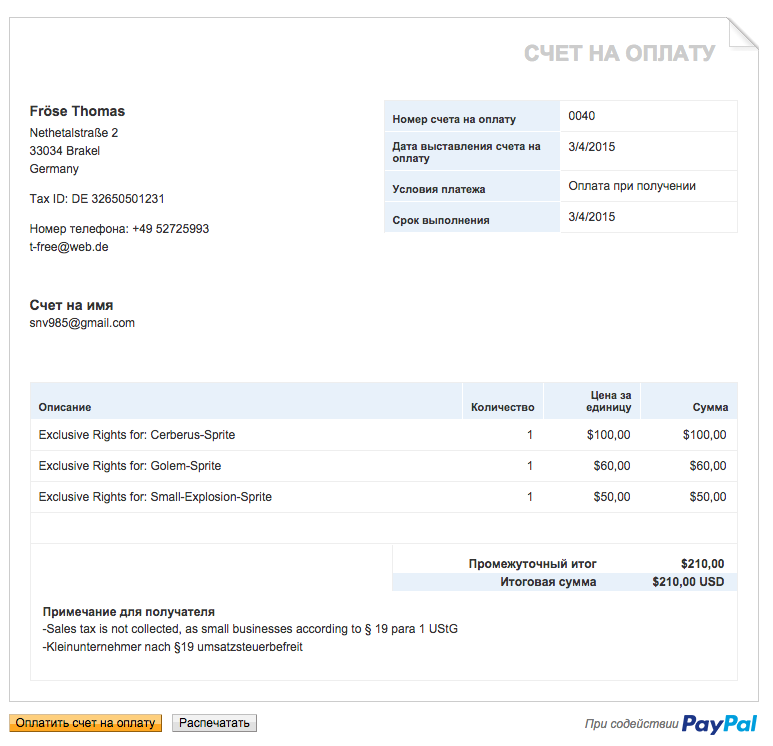 СЧЕТ НА ОПЛАТУ
Fröse Thomas
Nethetalstraße 2
33034 Brakel
Germany
Tax ID: DE 32650501231
Номер телефона: +49 52725993
t-free@web.de
Номер счета на оплату 0040
Дата выставления счета на оплату 3/4/2015
Условия платежа Оплата при получении
Срок выполнения 3/4/2015
Счет на имя
snv985@gmail.com
Описание Количество Цена за единицу Сумма
Exclusive Rights for: Cerberus-Sprite 1 $100,00 $100,00
Exclusive Rights for: Golem-Sprite 1 $60,00 $60,00
Exclusive Rights for: Small-Explosion-Sprite 1 $50,00 $50,00
Промежуточный итог $210,00
Итоговая сумма $210,00 USD
Примечание для получателя
-Sales tax is not collected, as small businesses according to § 19 para 1 UStG
-Kleinunternehmer nach §19 umsatzsteuerbefreit
Оплатить счет на оплату Распечатать При содействии PayPal